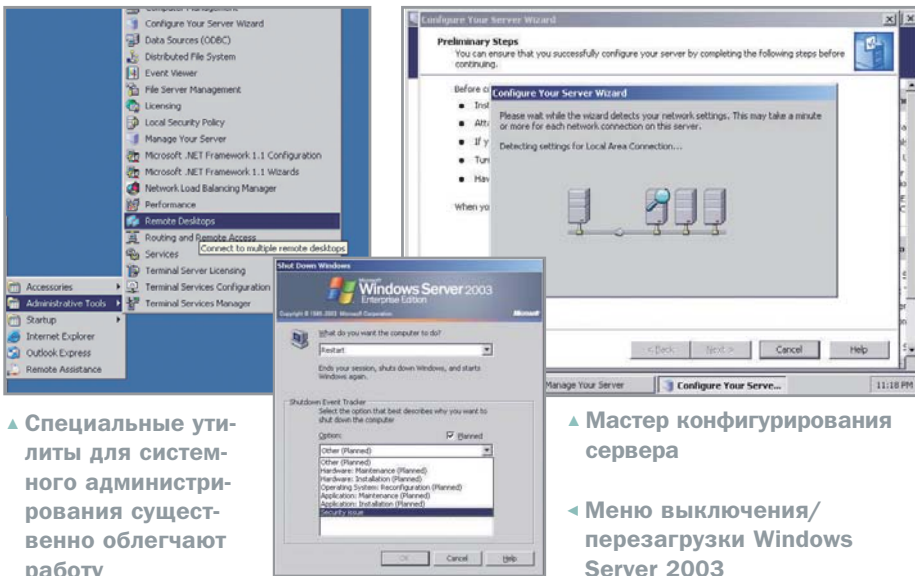 Configure Your Server Wizard
Data Sources (ODBC)
Distributed File System
Event Viewer
File Server Management
Licensing
Local Security Policy
Manage Your Server
Microsoft .NET Framework 1.1 Configuration
Microsoft .NET Framework 1.1 Wizards
Network Load Balancing Manager
Performance
Remote Desktops
Routing and Remote Access
Connect to multiple remote desktops
Services
Terminal Server Licensing
Terminal Services Configuration
Terminal Services Manager
Accessories
Administrative Tools
Startup
Internet Explorer
Outlook Express
Remote Assistance
Configure Your Server Wizard
Preliminary Steps
You can ensure that you successfully configure your server by completing the following steps before
continuing.
Before c
Inst
Atta
If y
Turn
Hav
When yo
Configure Your Server Wizard
Please wait while the wizard detects your network settings. This may take a minute
or more for each network connection on this server.
Detecting settings for Local Area Connection...
< Back Next > Cancel Help
Manage Your Server Configure Your Serve... 11:18 PM
Shut Down Windows
Microsoft
Windows Server 2003
Enterprise Edition
Microsoft
What do you want the computer to do?
Restart
Ends your session, shuts down Windows, and starts
Windows again.
Shutdown Event Tracker
Select the option that best describes why you want to
shut down the computer
Option: Planned
Other (Planned)
Other (Planned)
Hardware: Maintenance (Planned)
Hardware: Installation (Planned)
Operating System: Reconfiguration (Planned)
Application: Maintenance (Planned)
Application: Installation (Planned)
Security issue
OK Cancel Help
Специальные ути-
литы для систем-
ного администри-
рования сущест-
венно облегчают
работу
Мастер конфигурирования
сервера
Меню выключения/
перезагрузки Windows
Server 2003